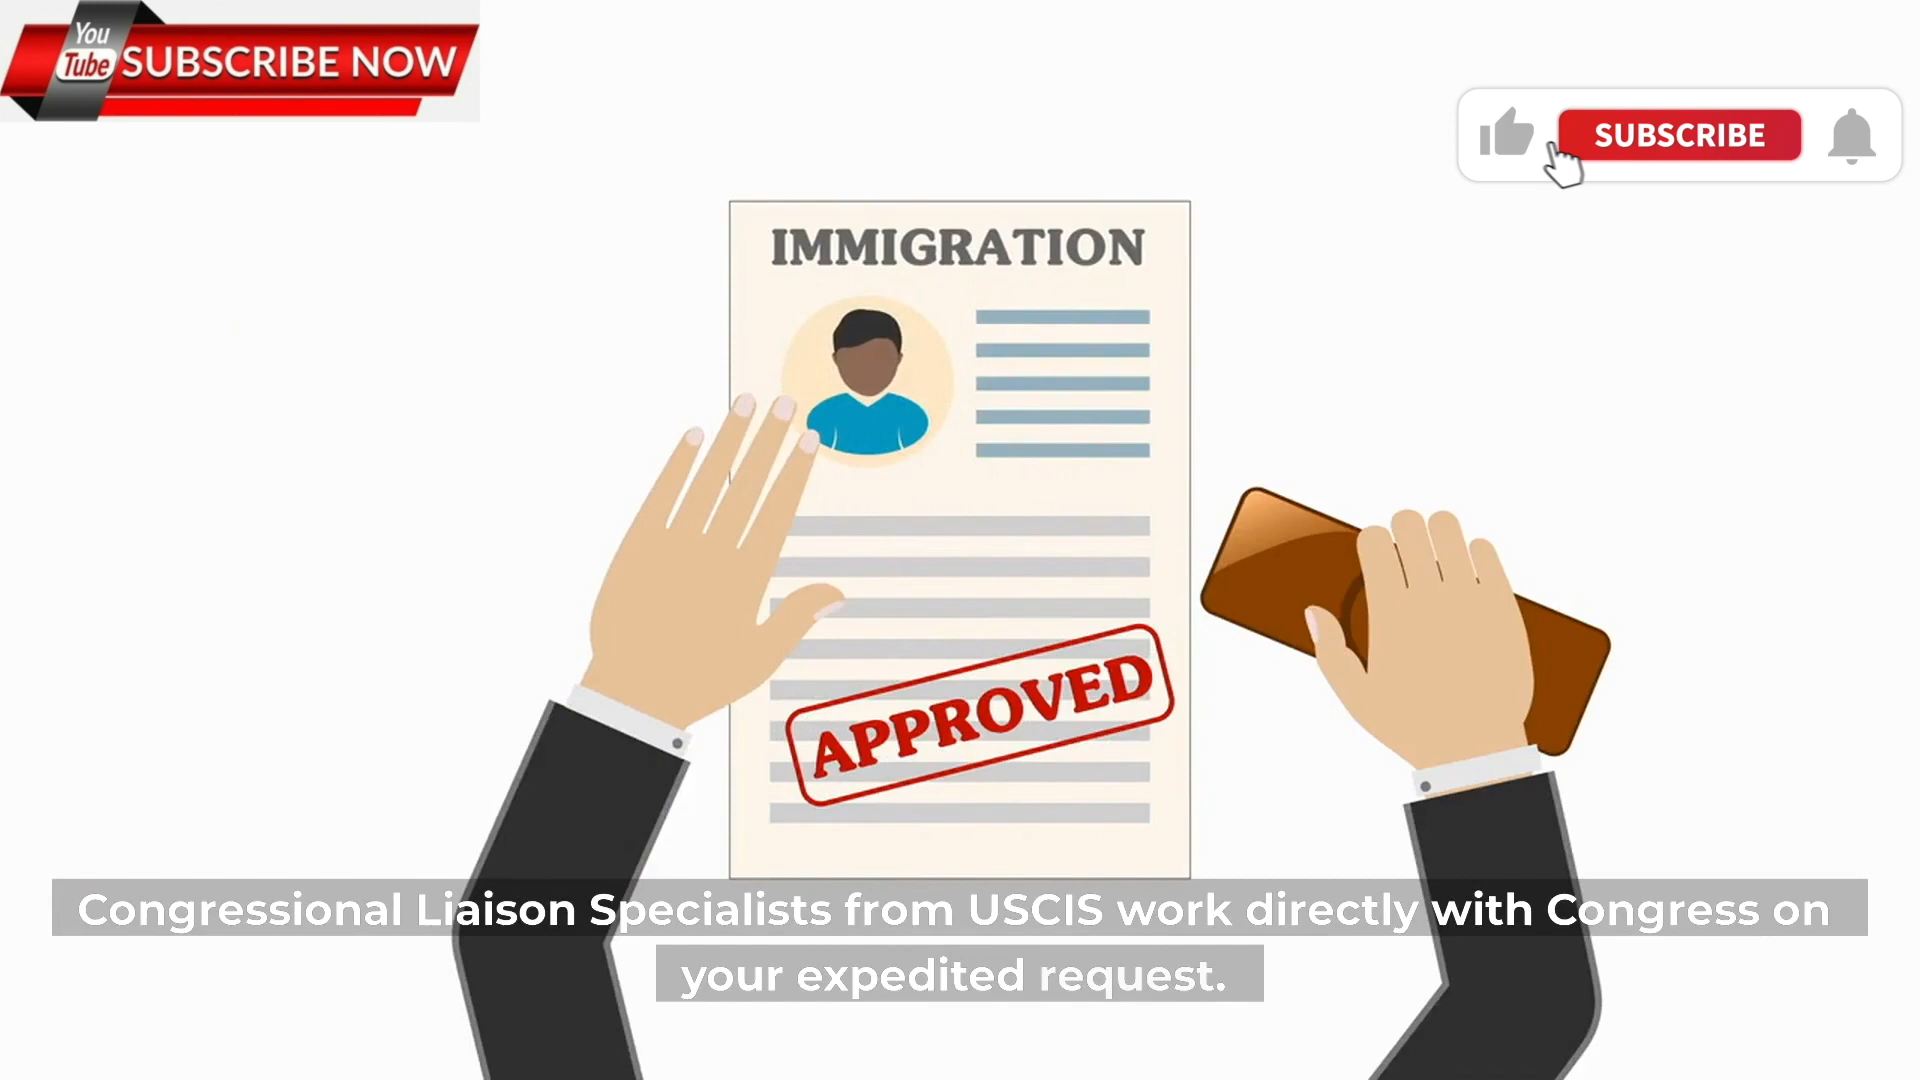 You
Tube
SUBSCRIBE NOW
SUBSCRIBE
IMMIGRATION
APPROVED
Congressional Liaison Specialists from USCIS work directly with Congress on
your expedited request.